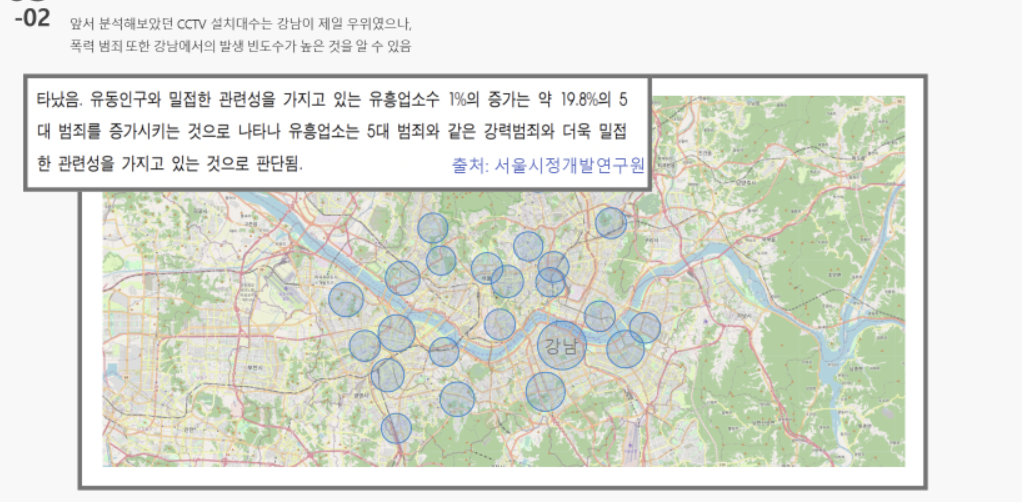 -02
앞서 분석해보았던 CCTV 설치대수는 강남이 제일 우위였으나,
폭력 범죄 또한 강남에서의 발생 빈도수가 높은 것을 알 수 있음
타났음. 유동인구와 밀접한 관련성을 가지고 있는 유흥업소수 1%의 증가는 약 19.8%의 5
대 범죄를 증가시키는 것으로 나타나 유흥업소는 5대 범죄와 같은 강력범죄와 더욱 밀접
한 관련성을 가지고 있는 것으로 판단됨.
출처: 서울시정개발연구원
강남